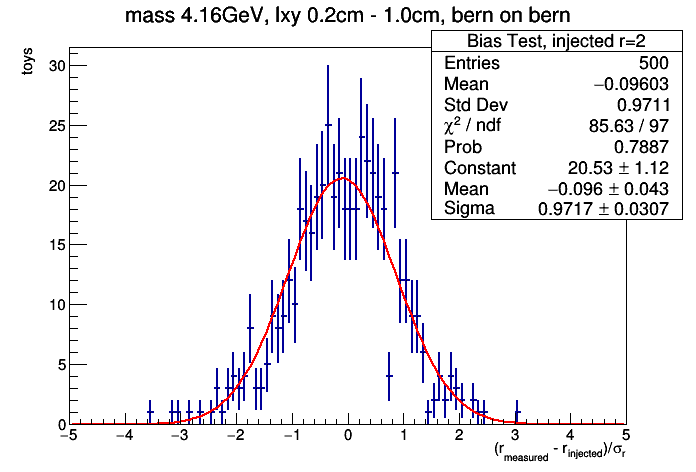 mass 4.16GeV, lxy 0.2cm - 1.0cm, bern on bern
toys
Bias Test, injected r=2
Entries 500
Mean −0.09603
Std Dev 0.9711
χ² / ndf 85.63 / 97
Prob 0.7887
Constant 20.53 ± 1.12
Mean −0.096 ± 0.043
Sigma 0.9717 ± 0.0307
30
25
20
15
10
5
0
−5 −4 −3 −2 −1 0 1 2 3 4 5
(r_measured - r_injected)/σ_r